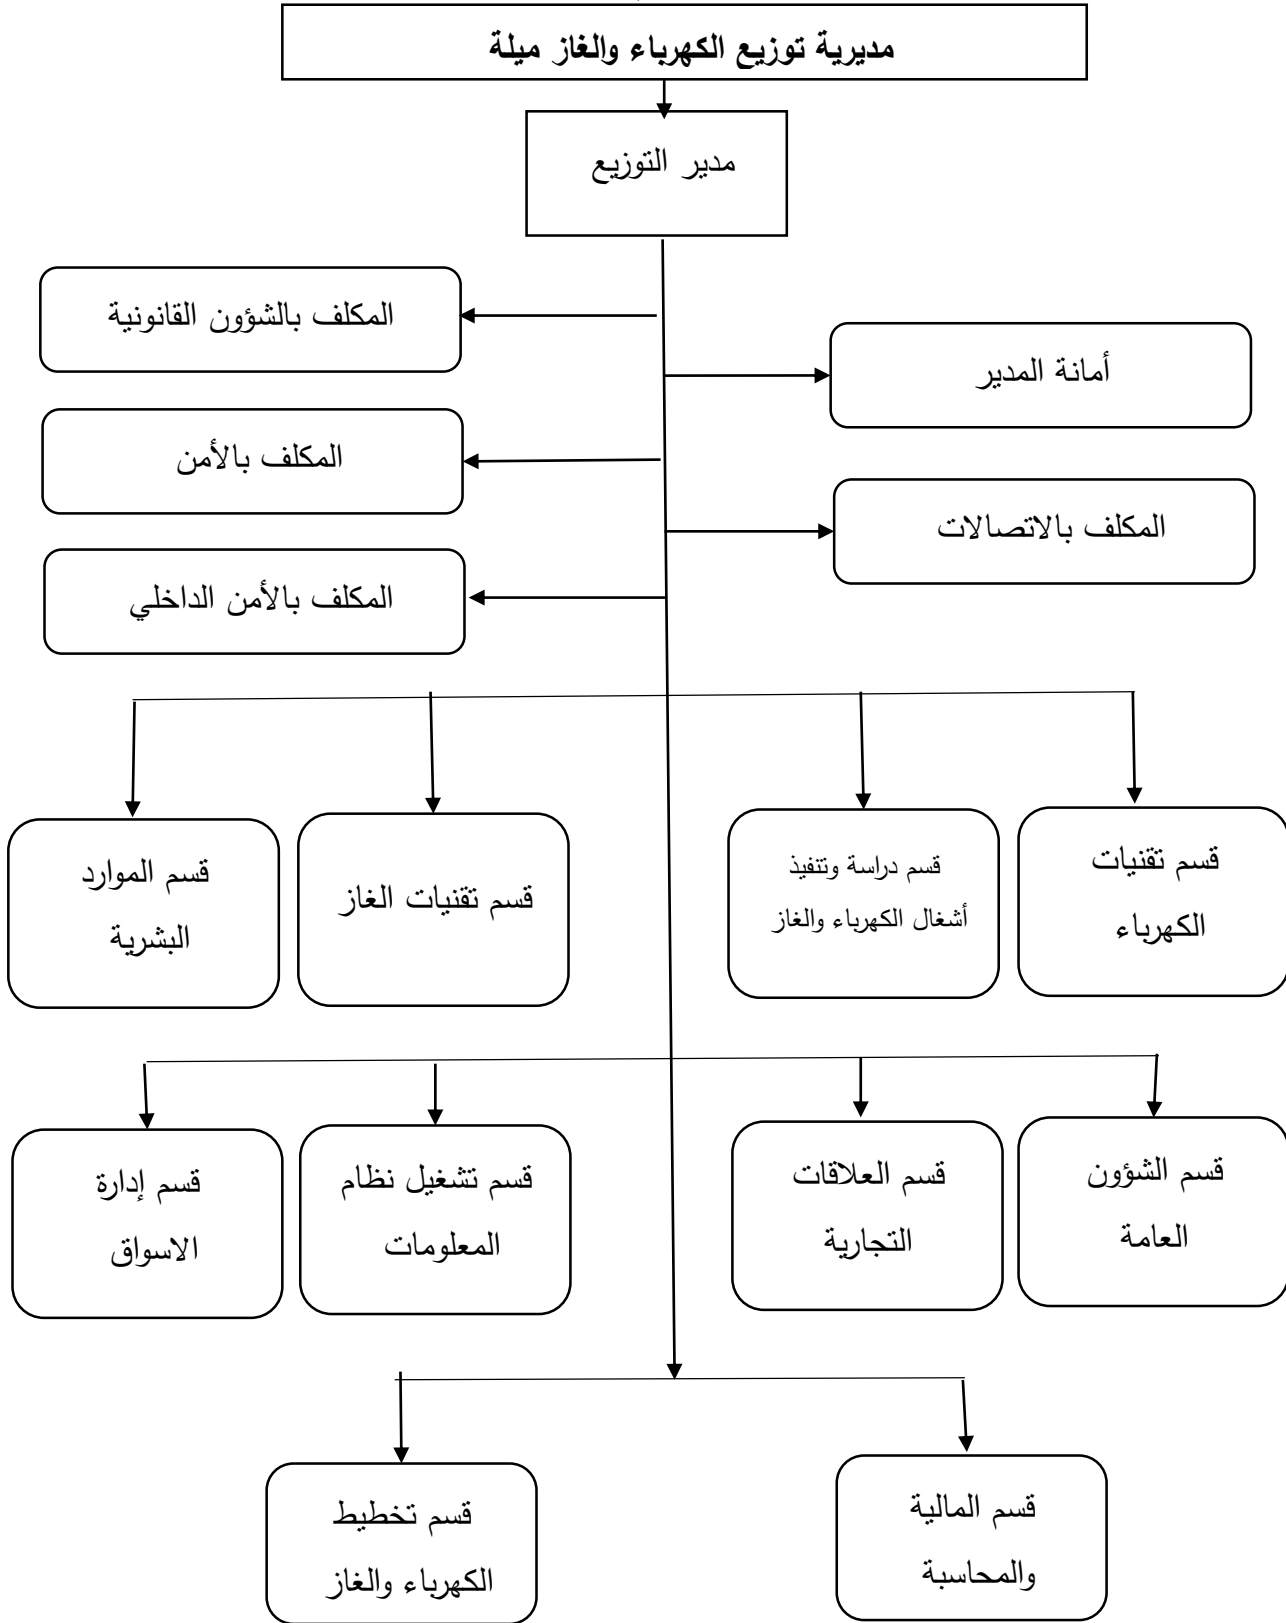 مديرية توزيع الكهرباء والغاز ميلة
مدير التوزيع
المكلف بالشؤون القانونية
أمانة المدير
المكلف بالأمن
المكلف بالاتصالات
المكلف بالأمن الداخلي
قسم تقنيات
الكهرباء
قسم دراسة وتنفيذ
أشغال الكهرباء والغاز
قسم تقنيات الغاز
قسم الموارد
البشرية
قسم الشؤون
العامة
قسم العلاقات
التجارية
قسم تشغيل نظام
المعلومات
قسم إدارة
الاسواق
قسم المالية
والمحاسبة
قسم تخطيط
الكهرباء والغاز